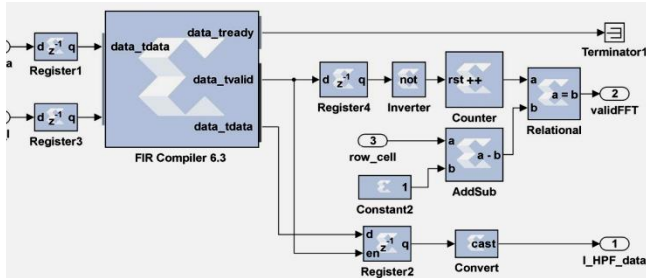 data_tready
Terminator1
a
d z⁻¹ q
Register1
data_tdata
data_tvalid
d z⁻¹ q
Register4
not
Inverter
rst ++
Counter
a
b
a = b
Relational
2
validFFT
l
d z⁻¹ q
Register3
data_tdata
FIR Compiler 6.3
3
row_cell
a
b
a - b
AddSub
1
Constant2
d
en
z⁻¹ q
Register2
cast
Convert
1
I_HPF_data